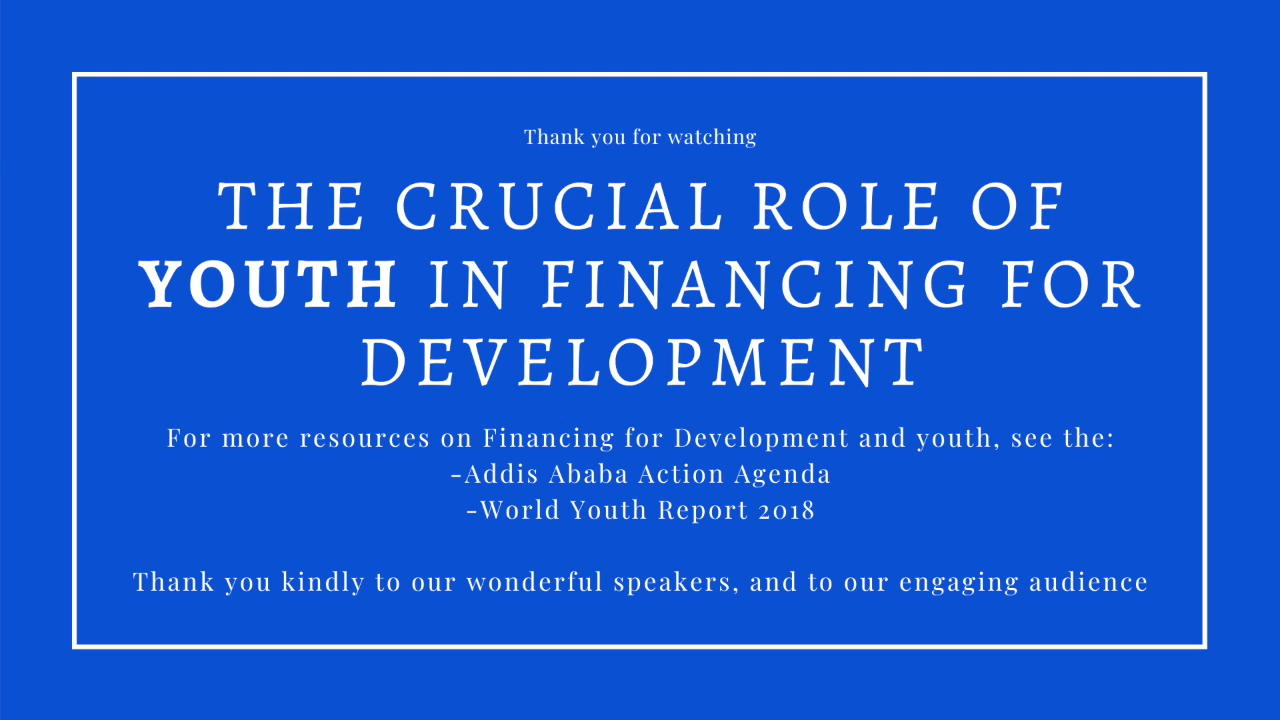 Thank you for watching
THE CRUCIAL ROLE OF
YOUTH IN FINANCING FOR
DEVELOPMENT
For more resources on Financing for Development and youth, see the:
-Addis Ababa Action Agenda
-World Youth Report 2018
Thank you kindly to our wonderful speakers, and to our engaging audience